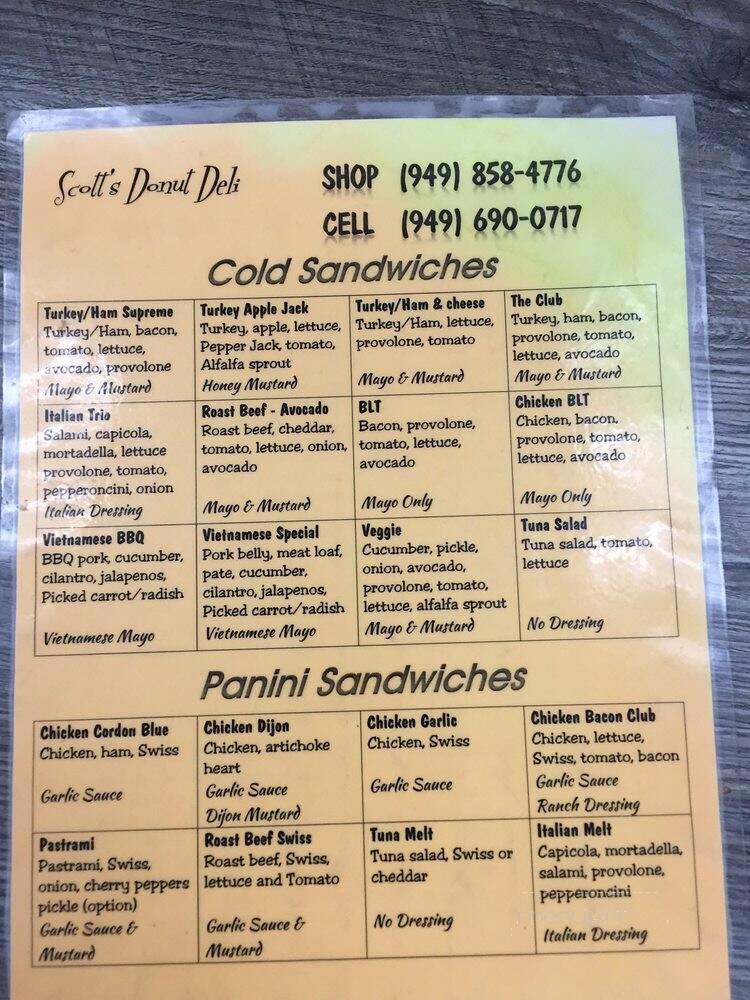 Scott's Donut Deli
SHOP (949) 858-4776
CELL (949) 690-0717
Cold Sandwiches
Turkey/Ham Supreme
Turkey/Ham, bacon,
tomato, lettuce,
avocado, provolone
Mayo & Mustard
Turkey Apple Jack
Turkey, apple, lettuce,
Pepper Jack, tomato,
Alfalfa sprout
Honey Mustard
Turkey/Ham & cheese
Turkey/Ham, lettuce,
provolone, tomato
Mayo & Mustard
The Club
Turkey, ham, bacon,
provolone, tomato,
lettuce, avocado
Mayo & Mustard
Italian Trio
Salami, capicola,
mortadella, lettuce
provolone, tomato,
pepperoncini, onion
Italian Dressing
Roast Beef - Avocado
Roast beef, cheddar,
tomato, lettuce, onion,
avocado
Mayo & Mustard
BLT
Bacon, provolone,
tomato, lettuce,
avocado
Mayo Only
Chicken BLT
Chicken, bacon,
provolone, tomato,
lettuce, avocado
Mayo Only
Vietnamese BBQ
BBQ pork, cucumber,
cilantro, jalapenos,
Picked carrot/radish
Vietnamese Mayo
Vietnamese Special
Pork belly, meat loaf,
pate, cucumber,
cilantro, jalapenos,
Picked carrot/radish
Vietnamese Mayo
Veggie
Cucumber, pickle,
onion, avocado,
provolone, tomato,
lettuce, alfalfa sprout
Mayo & Mustard
Tuna Salad
Tuna salad, tomato,
lettuce
No Dressing
Panini Sandwiches
Chicken Cordon Blue
Chicken, ham, Swiss
Garlic Sauce
Chicken Dijon
Chicken, artichoke
heart
Garlic Sauce
Dijon Mustard
Chicken Garlic
Chicken, Swiss
Garlic Sauce
Chicken Bacon Club
Chicken, lettuce,
Swiss, tomato, bacon
Garlic Sauce
Ranch Dressing
Pastrami
Pastrami, Swiss,
onion, cherry peppers
pickle (option)
Garlic Sauce &
Mustard
Roast Beef Swiss
Roast beef, Swiss,
lettuce and Tomato
Garlic Sauce &
Mustard
Tuna Melt
Tuna salad, Swiss or
cheddar
No Dressing
Italian Melt
Capicola, mortadella,
salami, provolone,
pepperoncini
Italian Dressing